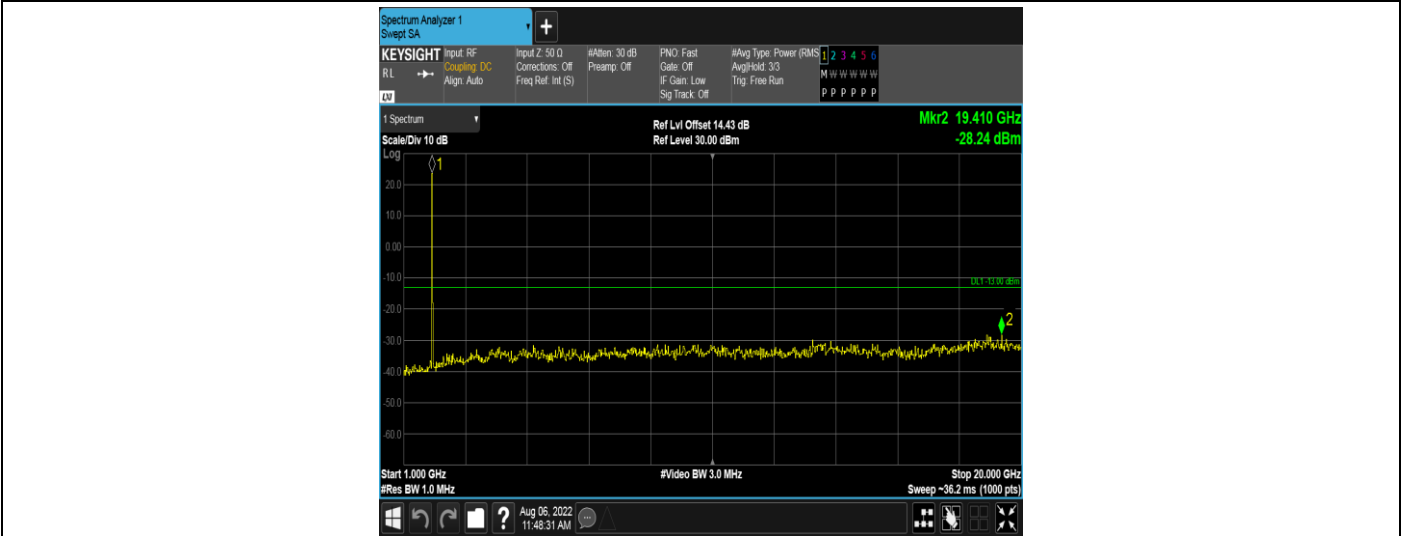 Spectrum Analyzer 1
Swept SA
+
KEYSIGHT
RL
LXI
Input: RF
Coupling: DC
Align: Auto
Input Z: 50 Ω
Corrections: Off
Freq Ref: Int (S)
#Atten: 30 dB
Preamp: Off
PNO: Fast
Gate: Off
IF Gain: Low
Sig Track: Off
#Avg Type: Power (RMS
Avg|Hold: 3/3
Trig: Free Run
1 2 3 4 5 6
M W W W W W
P P P P P P
1 Spectrum
Scale/Div 10 dB
Ref Lvl Offset 14.43 dB
Ref Level 30.00 dBm
Mkr2 19.410 GHz
-28.24 dBm
Log
1
20.0
10.0
0.00
-10.0
DL1 -13.00 dBm
-20.0
2
-30.0
-40.0
-50.0
-60.0
Start 1.000 GHz
#Video BW 3.0 MHz
Stop 20.000 GHz
#Res BW 1.0 MHz
Sweep ~36.2 ms (1000 pts)
?
Aug 06, 2022
11:48:31 AM